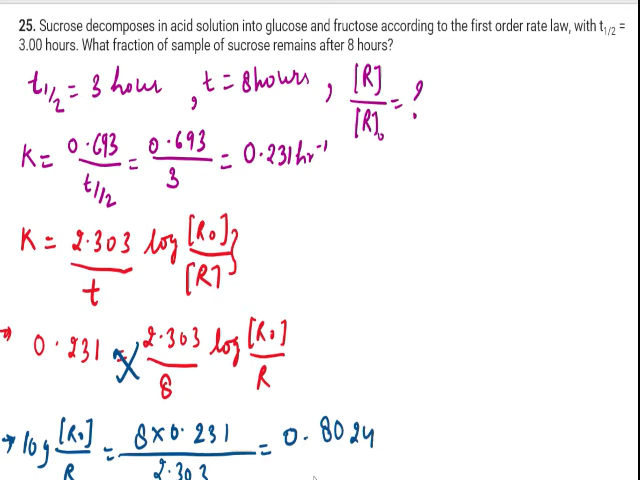 25. Sucrose decomposes in acid solution into glucose and fructose according to the first order rate law, with t1/2 =
3.00 hours. What fraction of sample of sucrose remains after 8 hours?
t1/2 = 3 hour , t = 8 hours , [R]/[R]0 = ?
K = 0.693/t1/2 = 0.693/3 = 0.231 hr⁻¹
K = 2.303/t log [R0]/[R]
→ 0.231 = 2.303/8 log [R0]/R
→ log [R0]/R = 8 × 0.231/2.303 = 0.8024